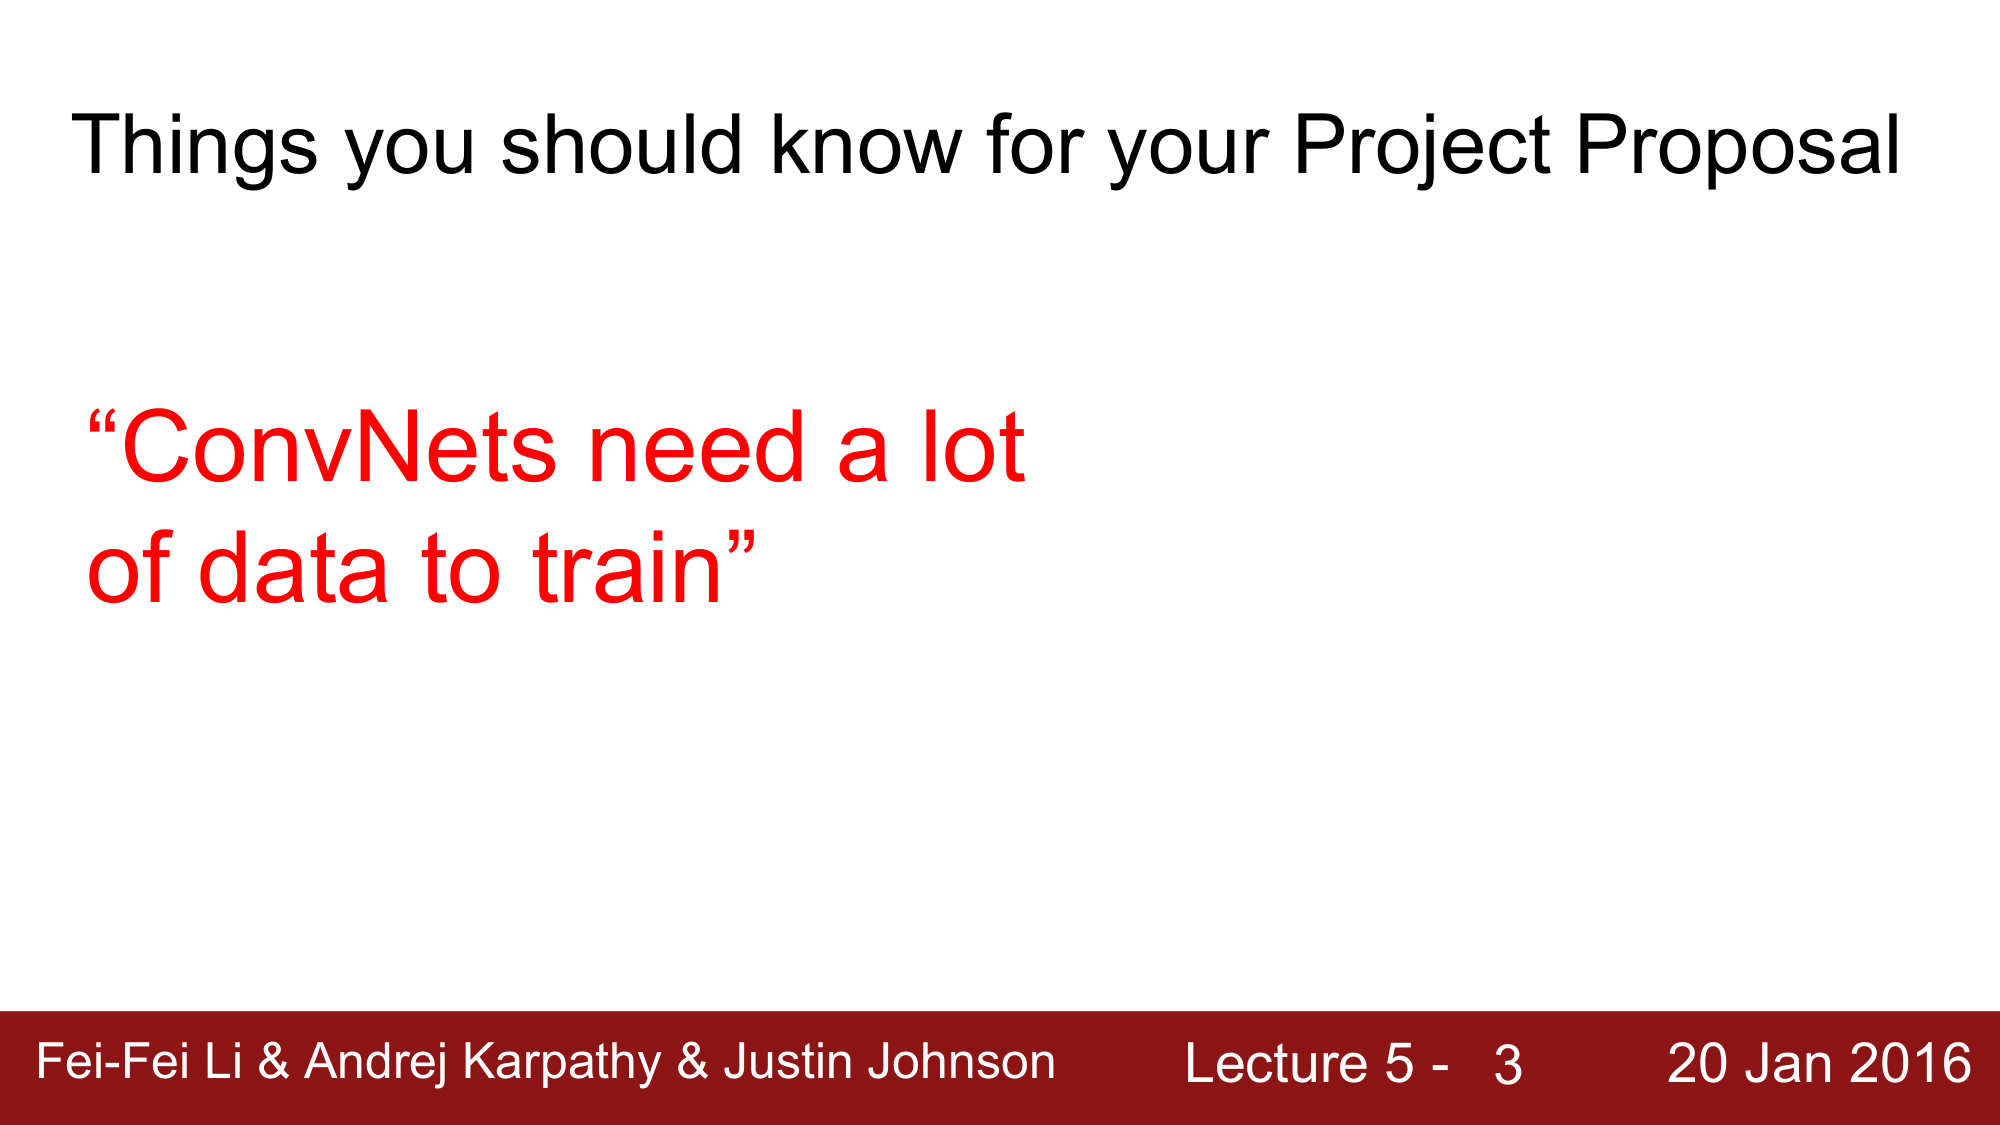 Things you should know for your Project Proposal
“ConvNets need a lot
of data to train”
Fei-Fei Li & Andrej Karpathy & Justin Johnson Lecture 5 - 3 20 Jan 2016